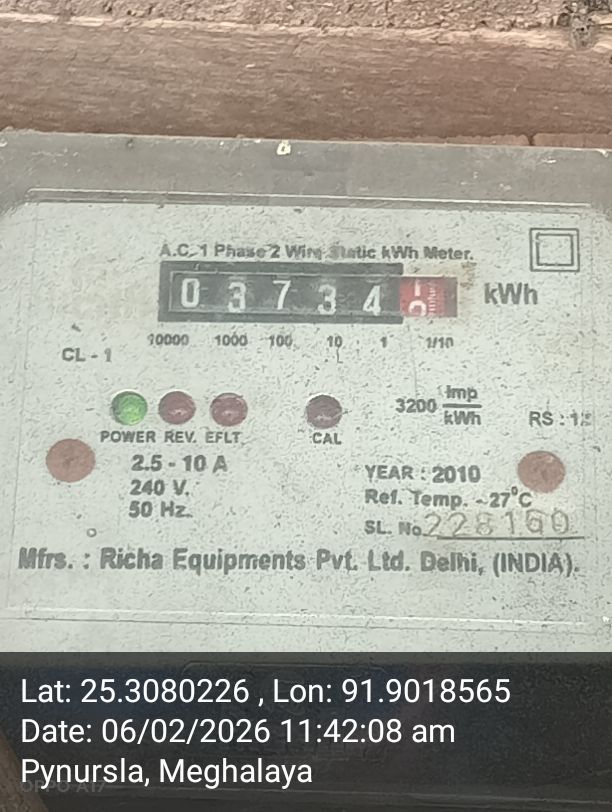 A.C. 1 Phase 2 Wire Static kWh Meter.
0 3 7 3 4 kWh
10000 1000 100 10 1 1/10
CL - 1
3200 Imp/kWh
RS : 
POWER REV. EFLT. CAL
2.5 - 10 A
240 V.
50 Hz.
YEAR : 2010
Ref. Temp. - 27°C
SL. No. 228160
Mfrs. : Richa Equipments Pvt. Ltd. Delhi, (INDIA).
Lat: 25.3080226 , Lon: 91.9018565
Date: 06/02/2026 11:42:08 am
Pynursla, Meghalaya
OPPO A17